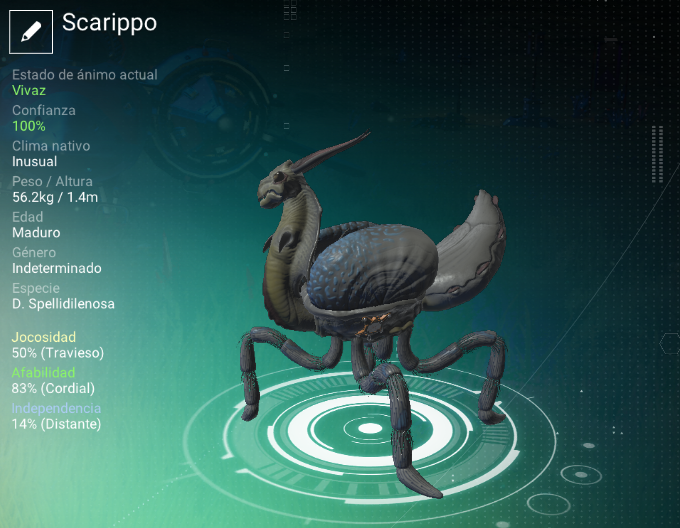 Scarippo
Estado de ánimo actual
Vivaz
Confianza
100%
Clima nativo
Inusual
Peso / Altura
56.2kg / 1.4m
Edad
Maduro
Género
Indeterminado
Especie
D. Spellidilenosa
Jocosidad
50% (Travieso)
Afabilidad
83% (Cordial)
Independencia
14% (Distante)